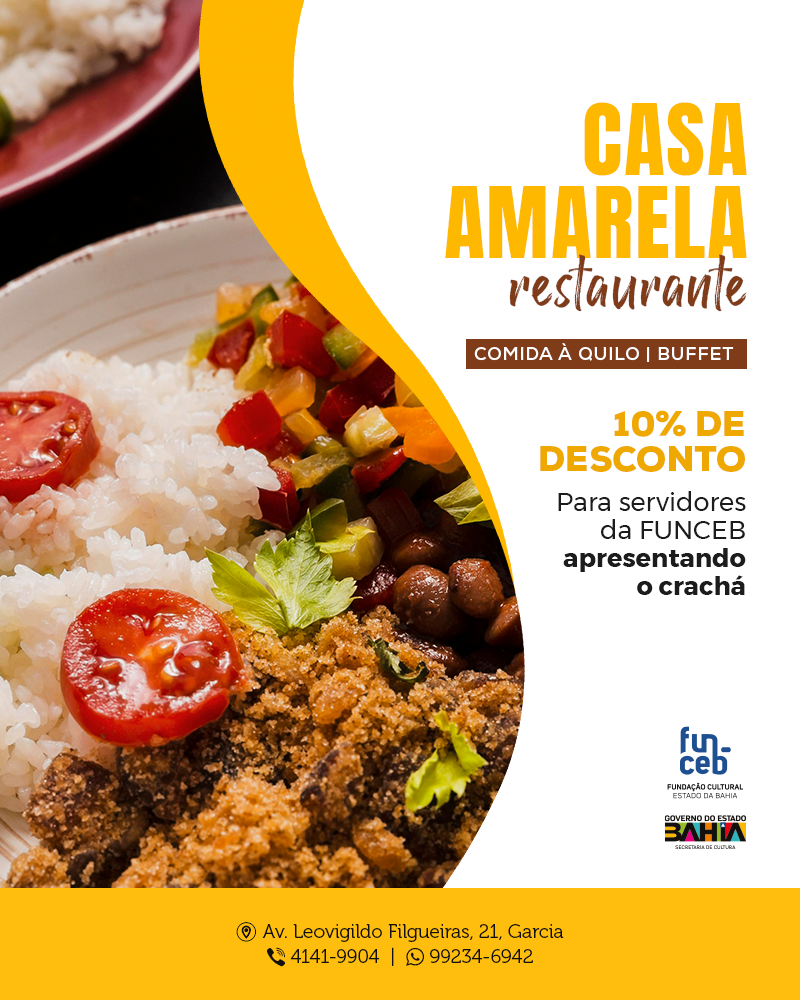 CASA
AMARELA
restaurante
COMIDA À QUILO | BUFFET
10% DE
DESCONTO
Para servidores
da FUNCEB
apresentando
o crachá
fun_
ceb
FUNDAÇÃO CULTURAL
ESTADO DA BAHIA
GOVERNO DO ESTADO
BAHIA
SECRETARIA DE CULTURA
Av. Leovigildo Filgueiras, 21, Garcia
4141-9904 | 99234-6942